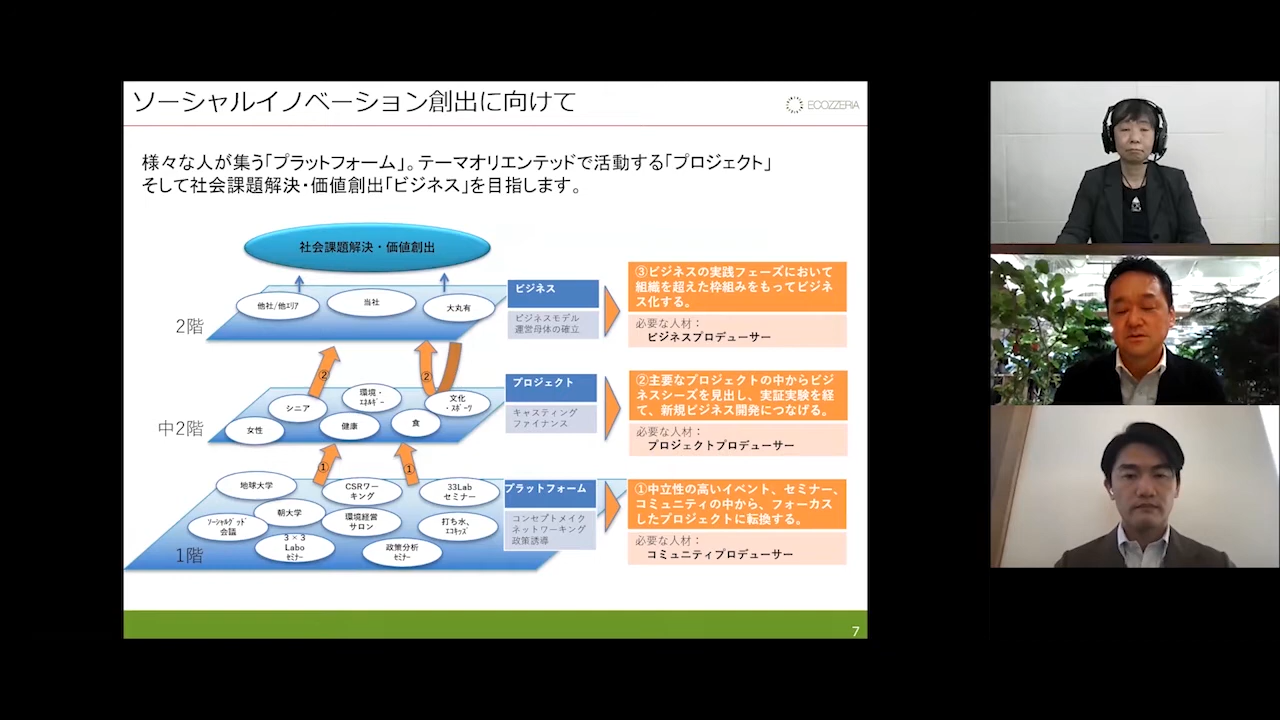 ソーシャルイノベーション創出に向けて
ECOZZERIA
様々な人が集う「プラットフォーム」。テーマオリエンテッドで活動する「プロジェクト」
そして社会課題解決・価値創出「ビジネス」を目指します。
社会課題解決・価値創出
他社/他ｴﾘｱ
当社
大丸有
2階
ビジネス
ビジネスモデル
運営母体の確立
③ビジネスの実践フェーズにおいて
組織を超えた枠組みをもってビジネ
ス化する。
必要な人材：
ビジネスプロデューサー
②
②
シニア
環境・
ｴﾈﾙｷﾞｰ
文化
・ｽﾎﾟｰﾂ
女性
健康
食
中2階
プロジェクト
キャスティング
ファイナンス
②主要なプロジェクトの中からビジ
ネスシーズを見出し、実証実験を経
て、新規ビジネス開発につなげる。
必要な人材：
プロジェクトプロデューサー
①
①
地球大学
CSRワー
キング
33Lab
セミナー
朝大学
ｿｰｼｬﾙｸﾞｯﾄﾞ
会議
環境経営
サロン
打ち水、
ｴｺｷｯｽﾞ
３×３
Labo
ｾﾐﾅｰ
政策分析
ｾﾐﾅｰ
1階
プラットフォーム
コンセプトメイク
ネットワーキング
政策誘導
①中立性の高いイベント、セミナー、
コミュニティの中から、フォーカス
したプロジェクトに転換する。
必要な人材：
コミュニティプロデューサー
7